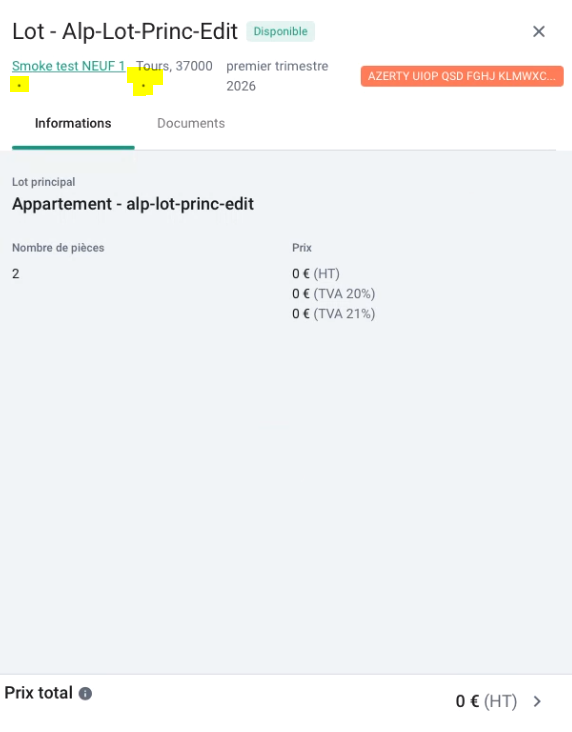 Lot - Alp-Lot-Princ-Edit Disponible
Smoke test NEUF 1 Tours, 37000 premier trimestre
2026
AZERTY UIOP QSD FGHJ KLMWXC...
Informations Documents
Lot principal
Appartement - alp-lot-princ-edit
Nombre de pièces
2
Prix
0 € (HT)
0 € (TVA 20%)
0 € (TVA 21%)
Prix total
0 € (HT)